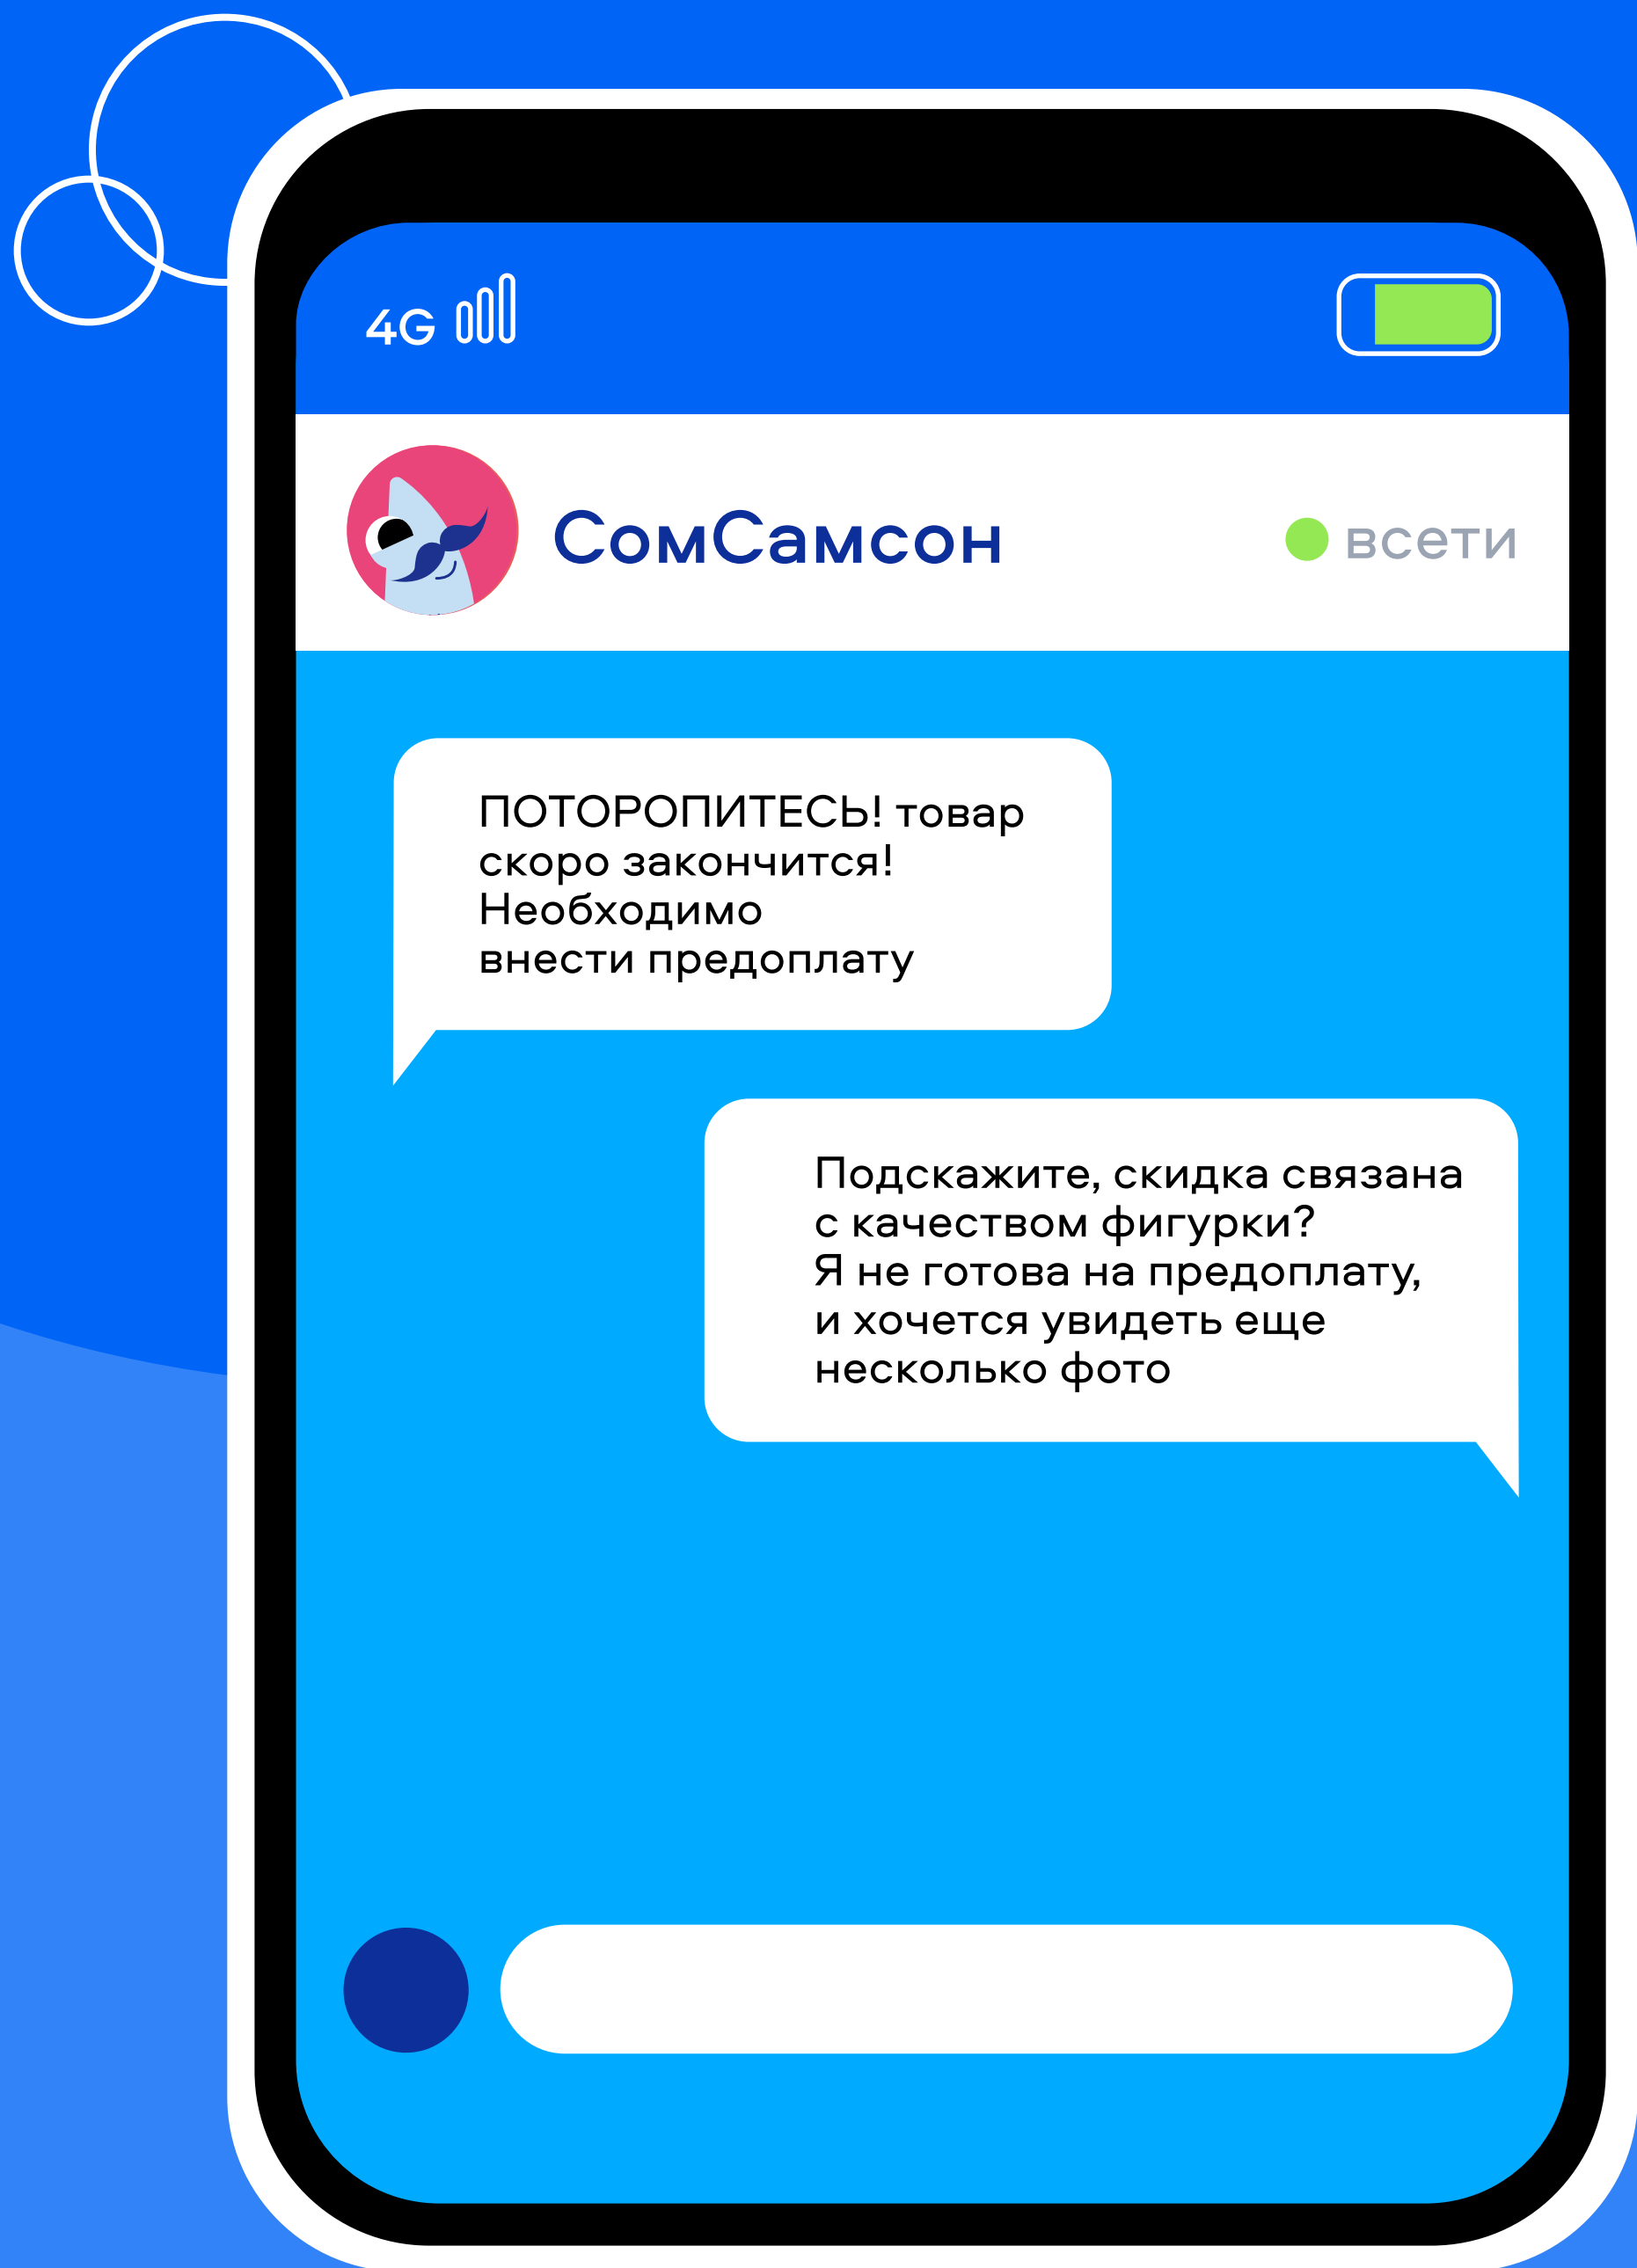 4G
СомСамсон
всети
ПОТОРОПИТЕСЬ! товар
скоро закончится!
Необходимо
внести предоплату
Подскажите, скидка связана
с качеством фигурки?
Я не готова на предоплату,
и хочется увидеть еще
несколько фото